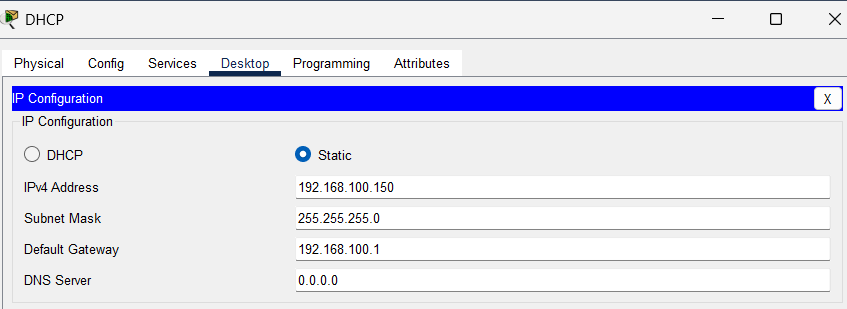 DHCP
Physical Config Services Desktop Programming Attributes
IP Configuration X
IP Configuration
DHCP Static
IPv4 Address 192.168.100.150
Subnet Mask 255.255.255.0
Default Gateway 192.168.100.1
DNS Server 0.0.0.0